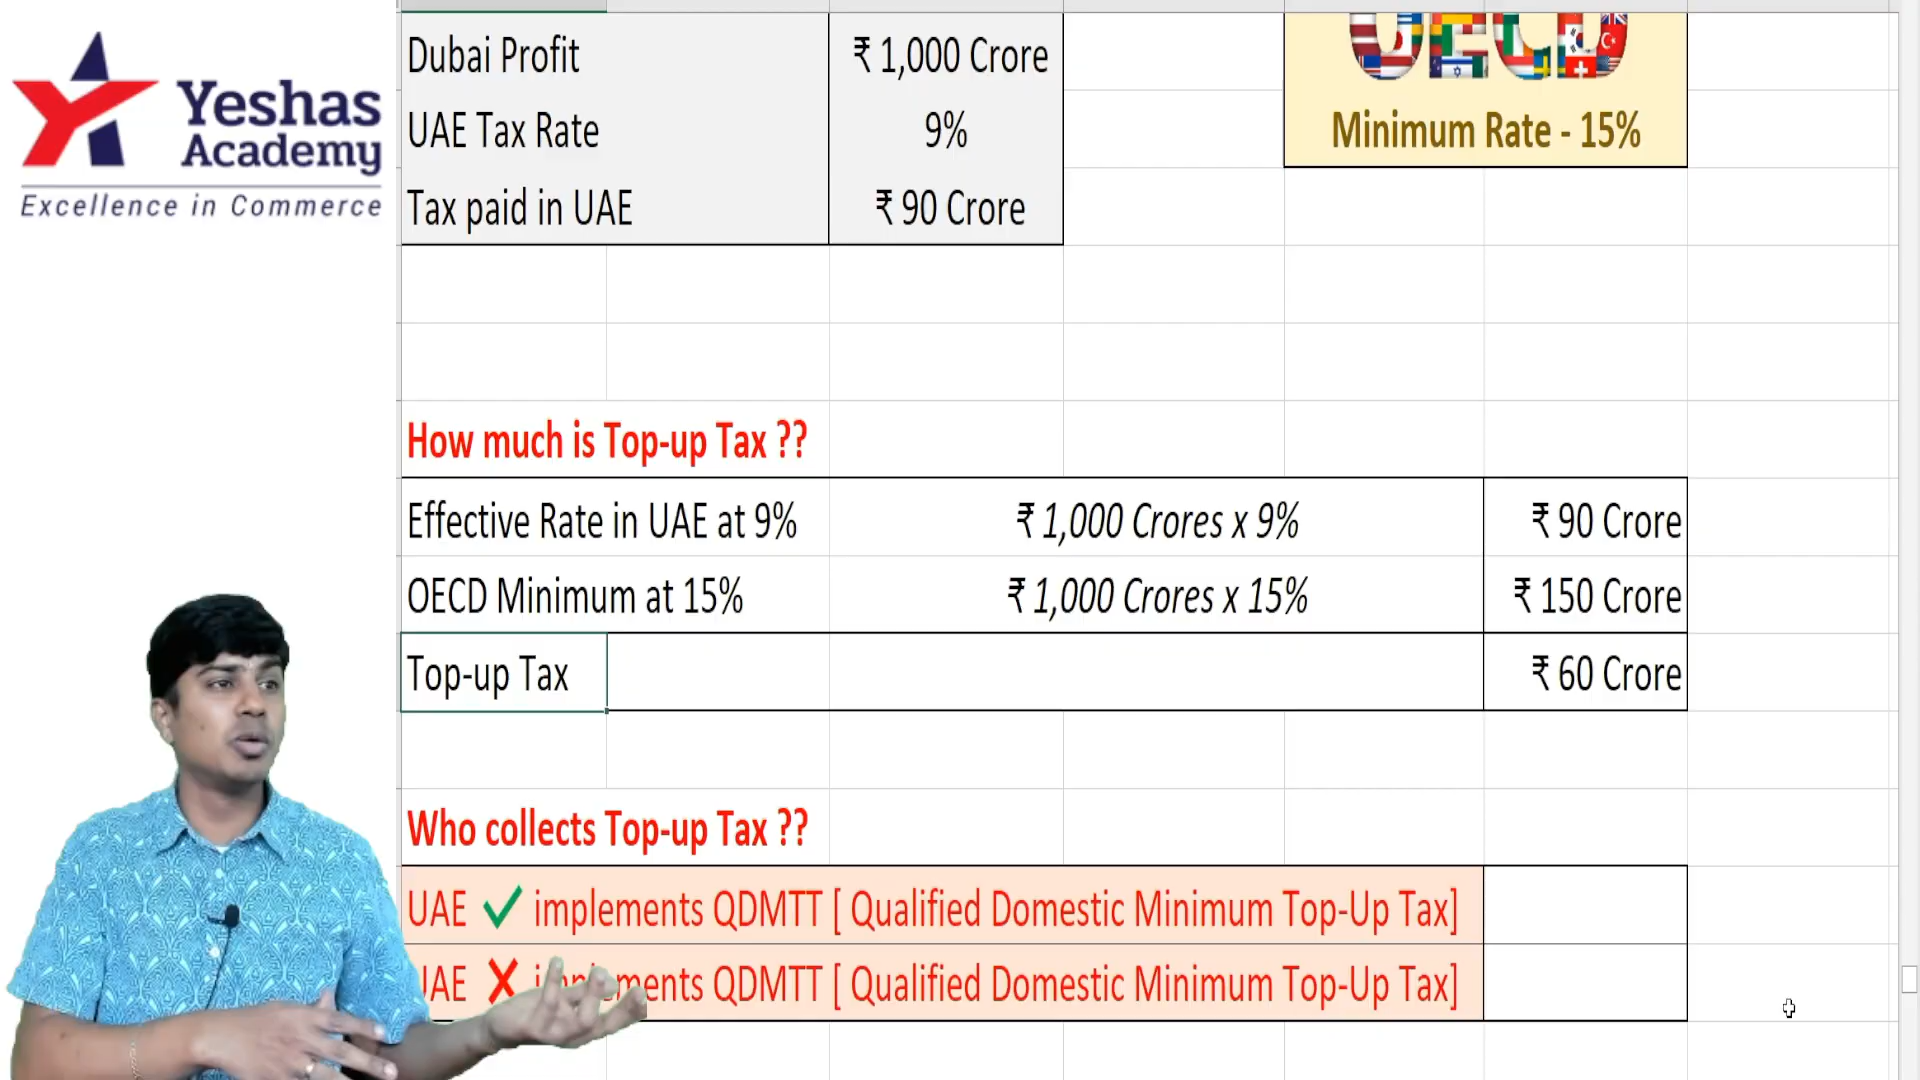 Yeshas
Academy
Excellence in Commerce
Dubai Profit ₹ 1,000 Crore
UAE Tax Rate 9%
Tax paid in UAE ₹ 90 Crore
OECD
Minimum Rate - 15%
How much is Top-up Tax ??
Effective Rate in UAE at 9% ₹ 1,000 Crores x 9% ₹ 90 Crore
OECD Minimum at 15% ₹ 1,000 Crores x 15% ₹ 150 Crore
Top-up Tax ₹ 60 Crore
Who collects Top-up Tax ??
UAE ✓ implements QDMTT [ Qualified Domestic Minimum Top-Up Tax]
UAE ✗ implements QDMTT [ Qualified Domestic Minimum Top-Up Tax]